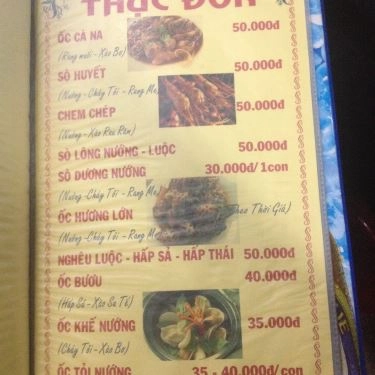 THỰC ĐƠN
ỐC CÀ NA 50.000đ
(Rang muối - Xào Bơ)
SÒ HUYẾT 50.000đ
(Nướng - Cháy Tỏi - Rang Me)
CHEM CHÉP 50.000đ
(Nướng - Xào Rau Răm)
SÒ LÔNG NƯỚNG - LUỘC 50.000đ
SÒ DƯƠNG NƯỚNG 30.000đ/1con
(Nướng - Cháy Tỏi - Rang Me)
ỐC HƯƠNG LỚN (Theo Thời Giá)
(Nướng - Cháy Tỏi - Rang Me)
NGHÊU LUỘC - HẤP SẢ - HẤP THÁI 50.000đ
ỐC BƯƠU 40.000đ
(Hấp Sả - Xào Sa Tế)
ỐC KHẾ NƯỚNG 35.000đ
(Cháy Tỏi - Xào Bơ)
ỐC TỎI NƯỚNG 35 - 40.000đ/con